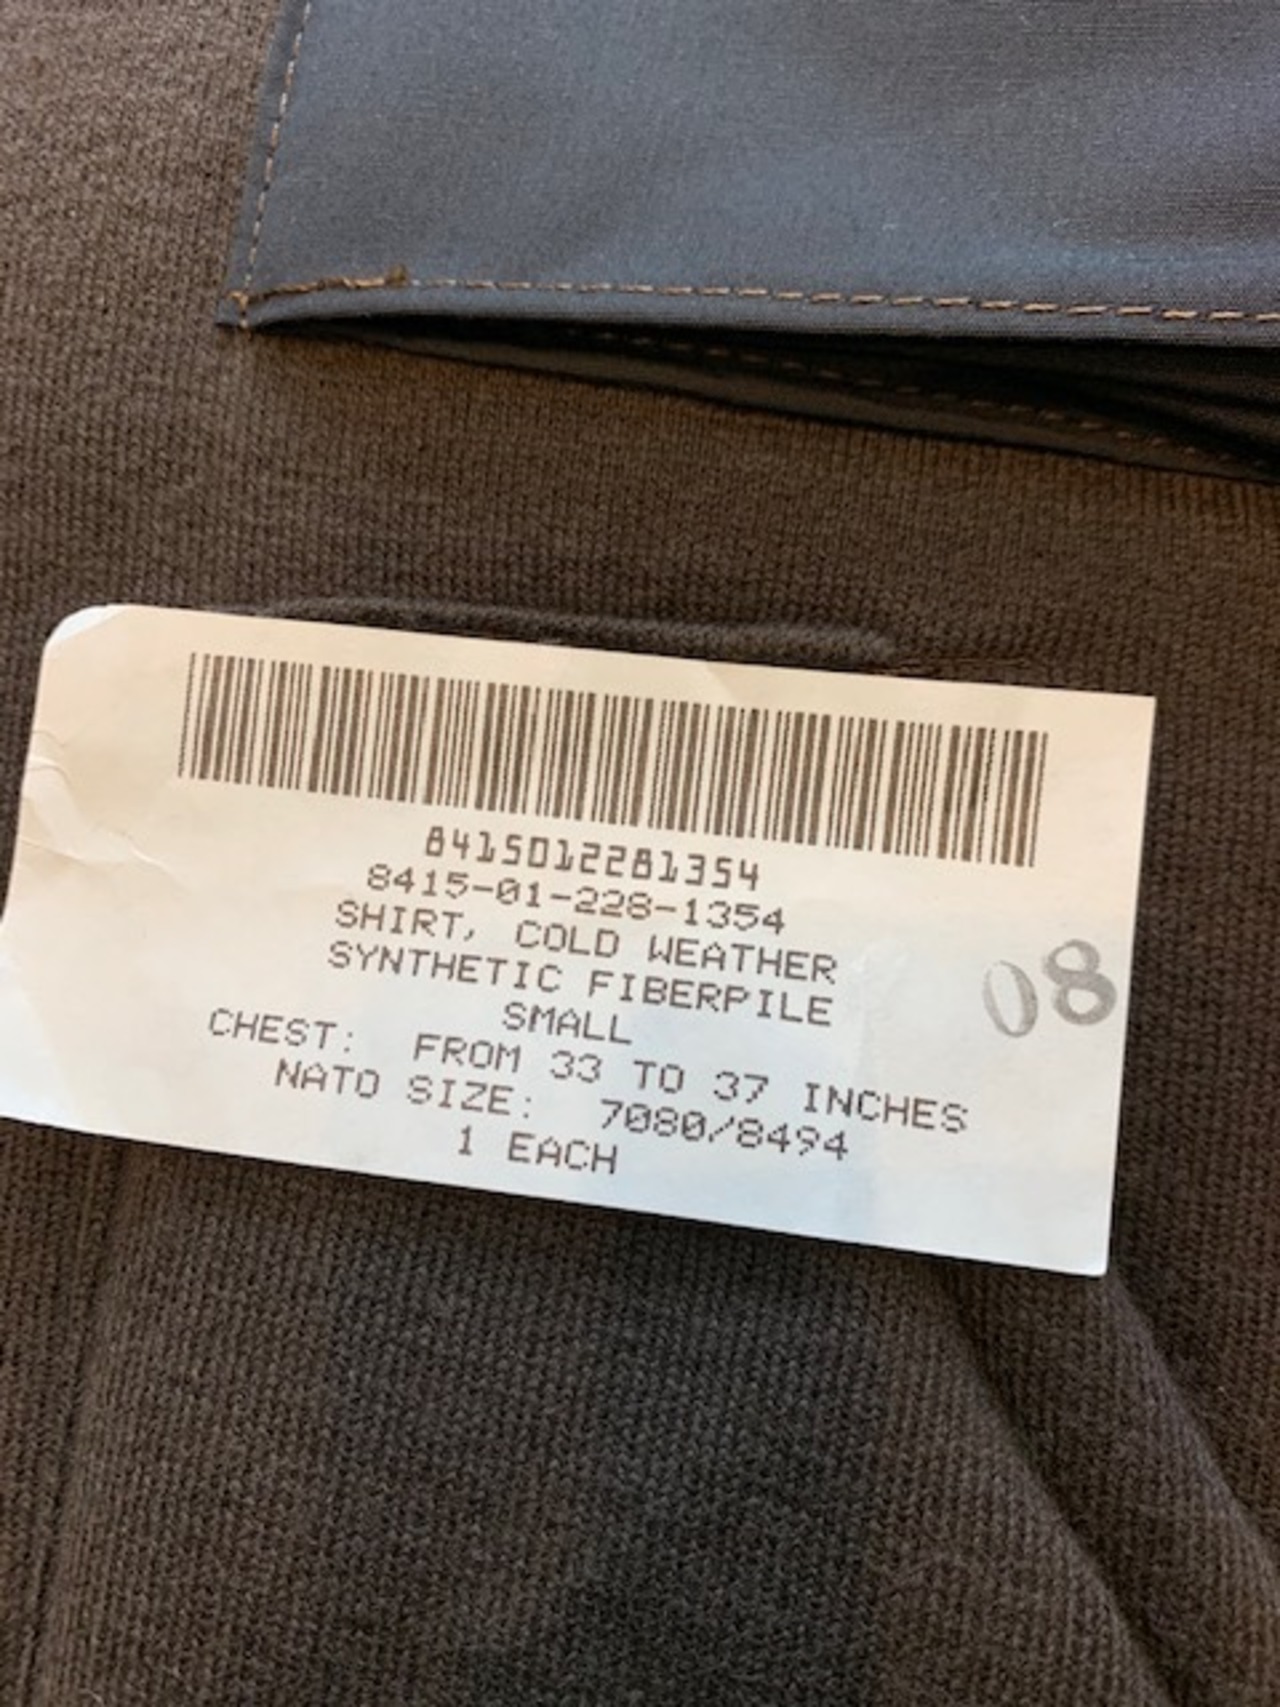 8415012281354
8415-01-228-1354
SHIRT, COLD WEATHER
SYNTHETIC FIBERPILE
SMALL
CHEST: FROM 33 TO 37 INCHES
NATO SIZE: 7080/8494
1 EACH
08